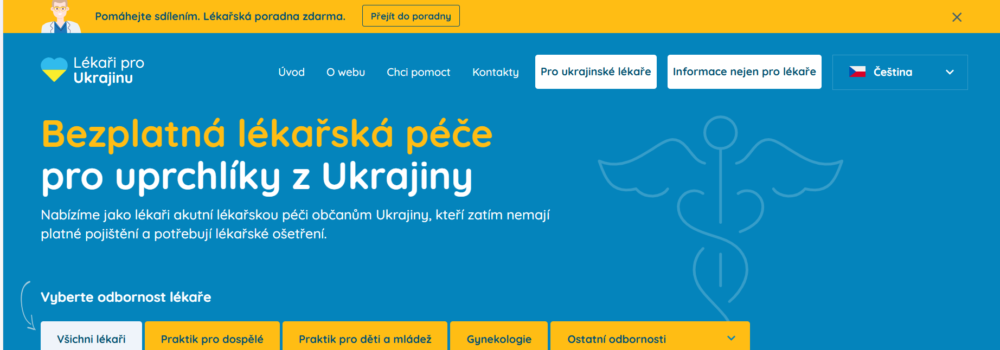 Pomáhejte sdílením. Lékařská poradna zdarma.
Přejít do poradny
Lékaři pro
Ukrajinu
Úvod
O webu
Chci pomoct
Kontakty
Pro ukrajinské lékaře
Informace nejen pro lékaře
Čeština
Bezplatná lékařská péče
pro uprchlíky z Ukrajiny
Nabízíme jako lékaři akutní lékařskou péči občanům Ukrajiny, kteří zatím nemají
platné pojištění a potřebují lékařské ošetření.
Vyberte odbornost lékaře
Všichni lékaři
Praktik pro dospělé
Praktik pro děti a mládež
Gynekologie
Ostatní odbornosti